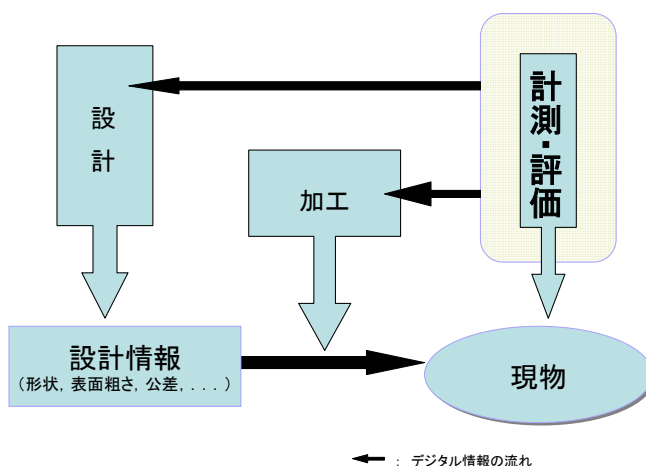 設
計
計測・評価
加工
設計情報
（形状, 表面粗さ, 公差, ．．．）
現物
： デジタル情報の流れ